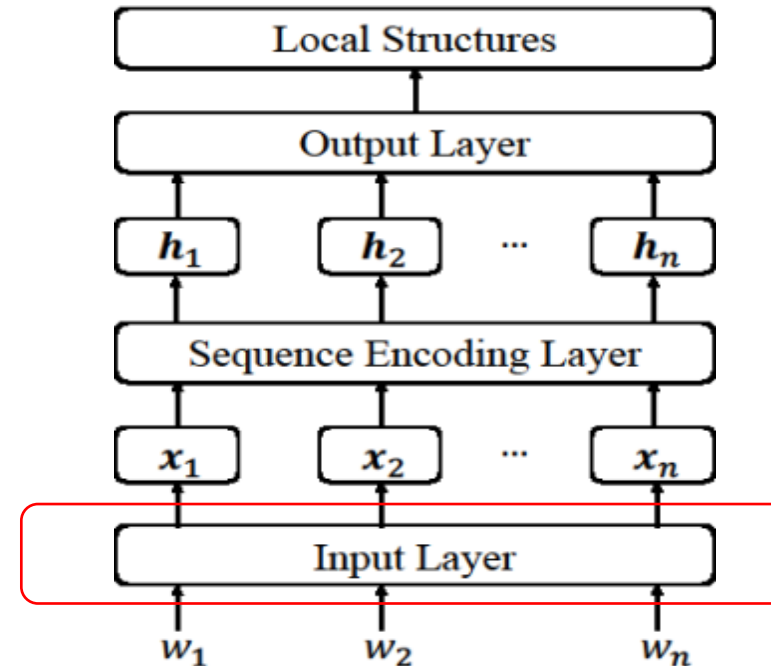 Local Structures
Output Layer
h₁ h₂ ... hₙ
Sequence Encoding Layer
x₁ x₂ ... xₙ
Input Layer
w₁ w₂ wₙ